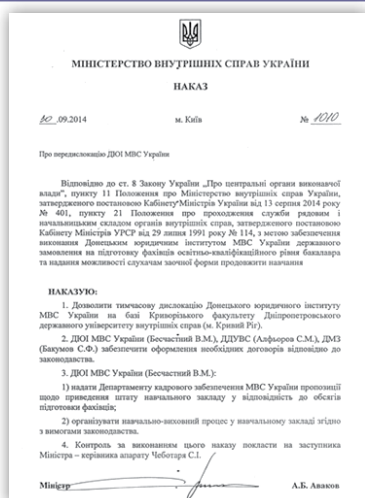 МІНІСТЕРСТВО ВНУТРІШНІХ СПРАВ УКРАЇНИ
НАКАЗ
30 .09.2014 м. Київ № 1010
Про передислокацію ДЮІ МВС України
Відповідно до ст. 8 Закону України „Про центральні органи виконавчої
влади", пункту 11 Положення про Міністерство внутрішніх справ України,
затвердженого постановою Кабінету Міністрів України від 13 серпня 2014 року
№ 401, пункту 21 Положення про проходження служби рядовим і
начальницьким складом органів внутрішніх справ, затвердженого постановою
Кабінету Міністрів УРСР від 29 липня 1991 року № 114, з метою забезпечення
виконання Донецьким юридичним інститутом МВС України державного
замовлення на підготовку фахівців освітньо-кваліфікаційного рівня бакалавра
та надання можливості слухачам заочної форми продовжити навчання
НАКАЗУЮ:
1. Дозволити тимчасову дислокацію Донецького юридичного інституту
МВС України на базі Криворізького факультету Дніпропетровського
державного університету внутрішніх справ (м. Кривий Ріг).
2. ДЮІ МВС України (Бесчастний В.М.), ДДУВС (Алфьоров С.М.), ДМЗ
(Бакумов С.Ф.) забезпечити оформлення необхідних договорів відповідно до
законодавства.
3. ДЮІ МВС України (Бесчастний В.М.):
1) надати Департаменту кадрового забезпечення МВС України пропозиції
щодо приведення штату навчального закладу у відповідність до обсягів
підготовки фахівців;
2) організувати навчально-виховний процес у навчальному закладі згідно
з вимогами законодавства.
4. Контроль за виконанням цього наказу покласти на заступника
Міністра – керівника апарату Чеботаря С.І.
Міністр А.Б. Аваков